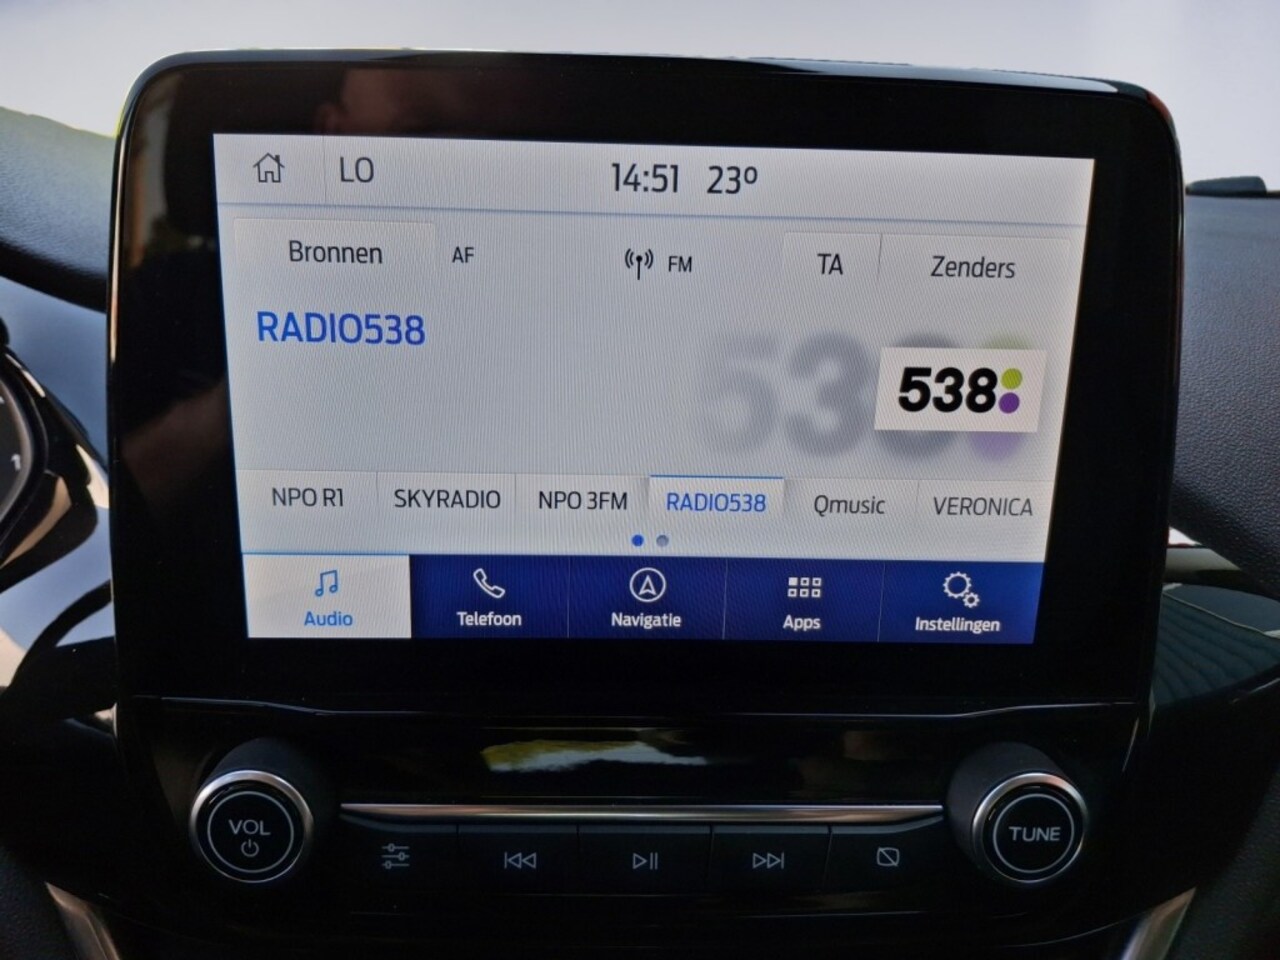 LO 14:51 23º
Bronnen AF FM TA Zenders
RADIO538
538
NPO R1 SKYRADIO NPO 3FM RADIO538 Qmusic VERONICA
Audio Telefoon Navigatie Apps Instellingen
VOL TUNE